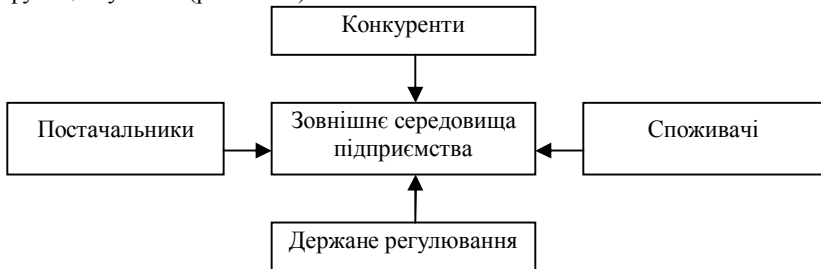 Конкуренти
Постачальники
Зовнішнє середовища
підприємства
Споживачі
Держане регулювання